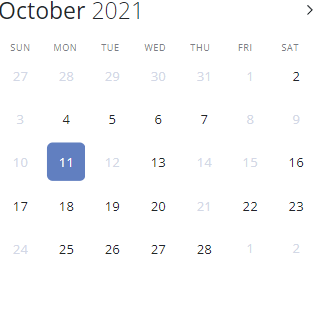 October 2021
SUN MON TUE WED THU FRI SAT
27 28 29 30 31 1 2
3 4 5 6 7 8 9
10 11 12 13 14 15 16
17 18 19 20 21 22 23
24 25 26 27 28 1 2